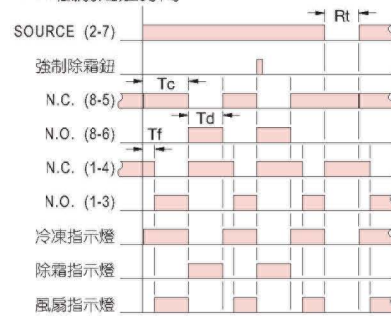 Rt
SOURCE (2-7)
強制除霜鈕
Tc
N.C. (8-5)
Td
N.O. (8-6)
Tf
N.C. (1-4)
N.O. (1-3)
冷凍指示燈
除霜指示燈
風扇指示燈